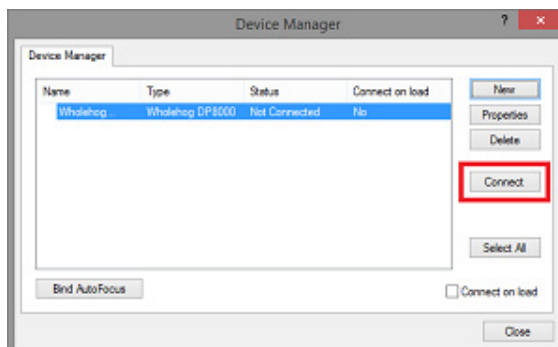 Device Manager
?
Device Manager
Name Type Status Connect on load
Wholehog... Wholehog DP8000 Not Connected No
New
Properties
Delete
Connect
Select All
Bind AutoFocus
Connect on load
Close